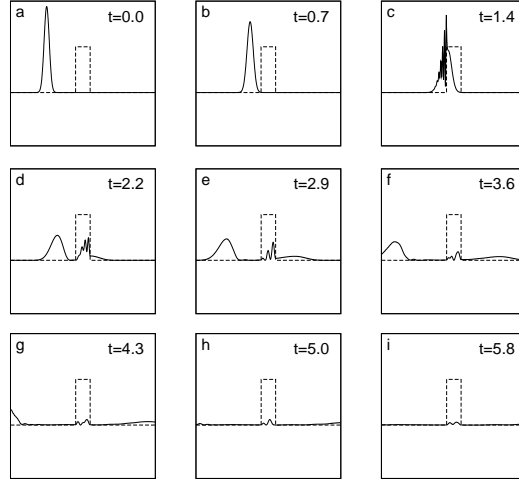 a t=0.0
b t=0.7
c t=1.4
d t=2.2
e t=2.9
f t=3.6
g t=4.3
h t=5.0
i t=5.8